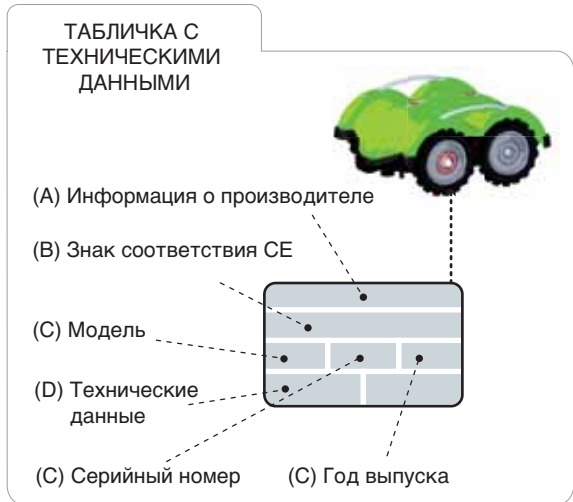 ТАБЛИЧКА С
ТЕХНИЧЕСКИМИ
ДАННЫМИ
(A) Информация о производителе
(B) Знак соответствия CE
(C) Модель
(D) Технические
данные
(C) Серийный номер
(C) Год выпуска